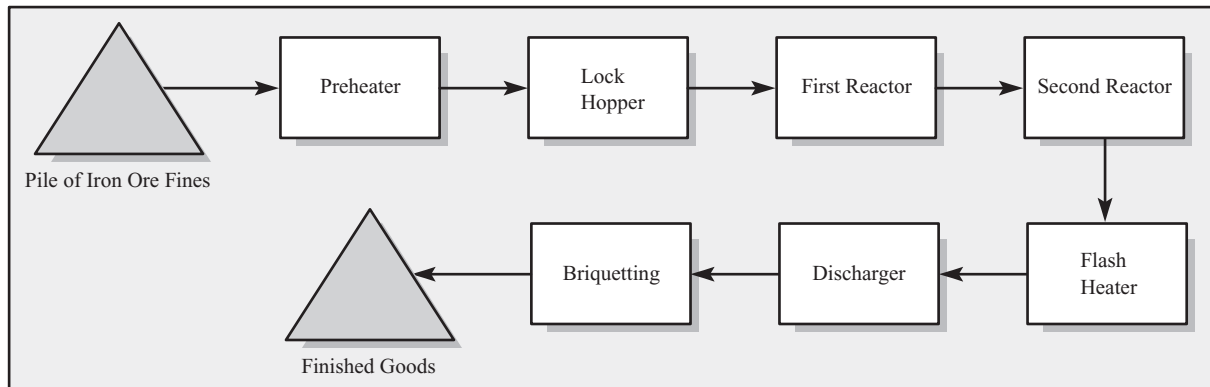 Preheater
Lock
Hopper
First Reactor
Second Reactor
Pile of Iron Ore Fines
Flash
Heater
Discharger
Briquetting
Finished Goods